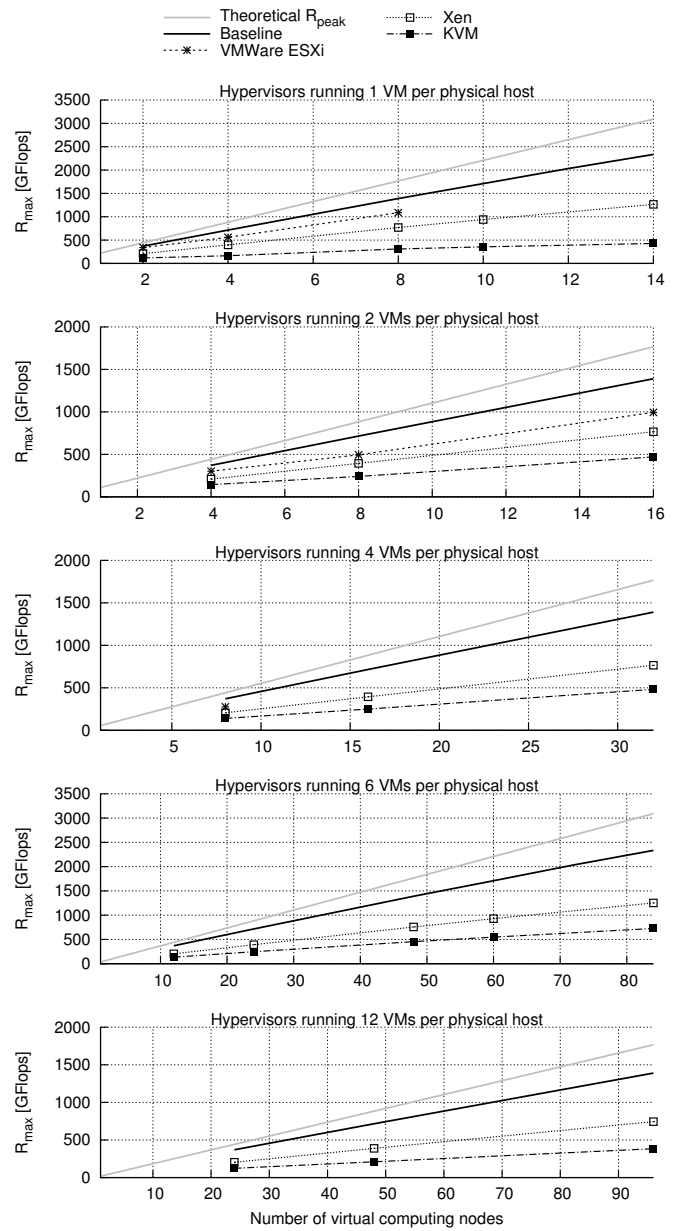 Theoretical R_peak
Baseline
VMWare ESXi
Xen
KVM
Hypervisors running 1 VM per physical host
R_max [GFlops]
3500
3000
2500
2000
1500
1000
500
0
2 4 6 8 10 12 14
Hypervisors running 2 VMs per physical host
R_max [GFlops]
2000
1500
1000
500
0
2 4 6 8 10 12 14 16
Hypervisors running 4 VMs per physical host
R_max [GFlops]
2000
1500
1000
500
0
5 10 15 20 25 30
Hypervisors running 6 VMs per physical host
R_max [GFlops]
3500
3000
2500
2000
1500
1000
500
0
10 20 30 40 50 60 70 80
Hypervisors running 12 VMs per physical host
R_max [GFlops]
2000
1500
1000
500
0
10 20 30 40 50 60 70 80 90
Number of virtual computing nodes